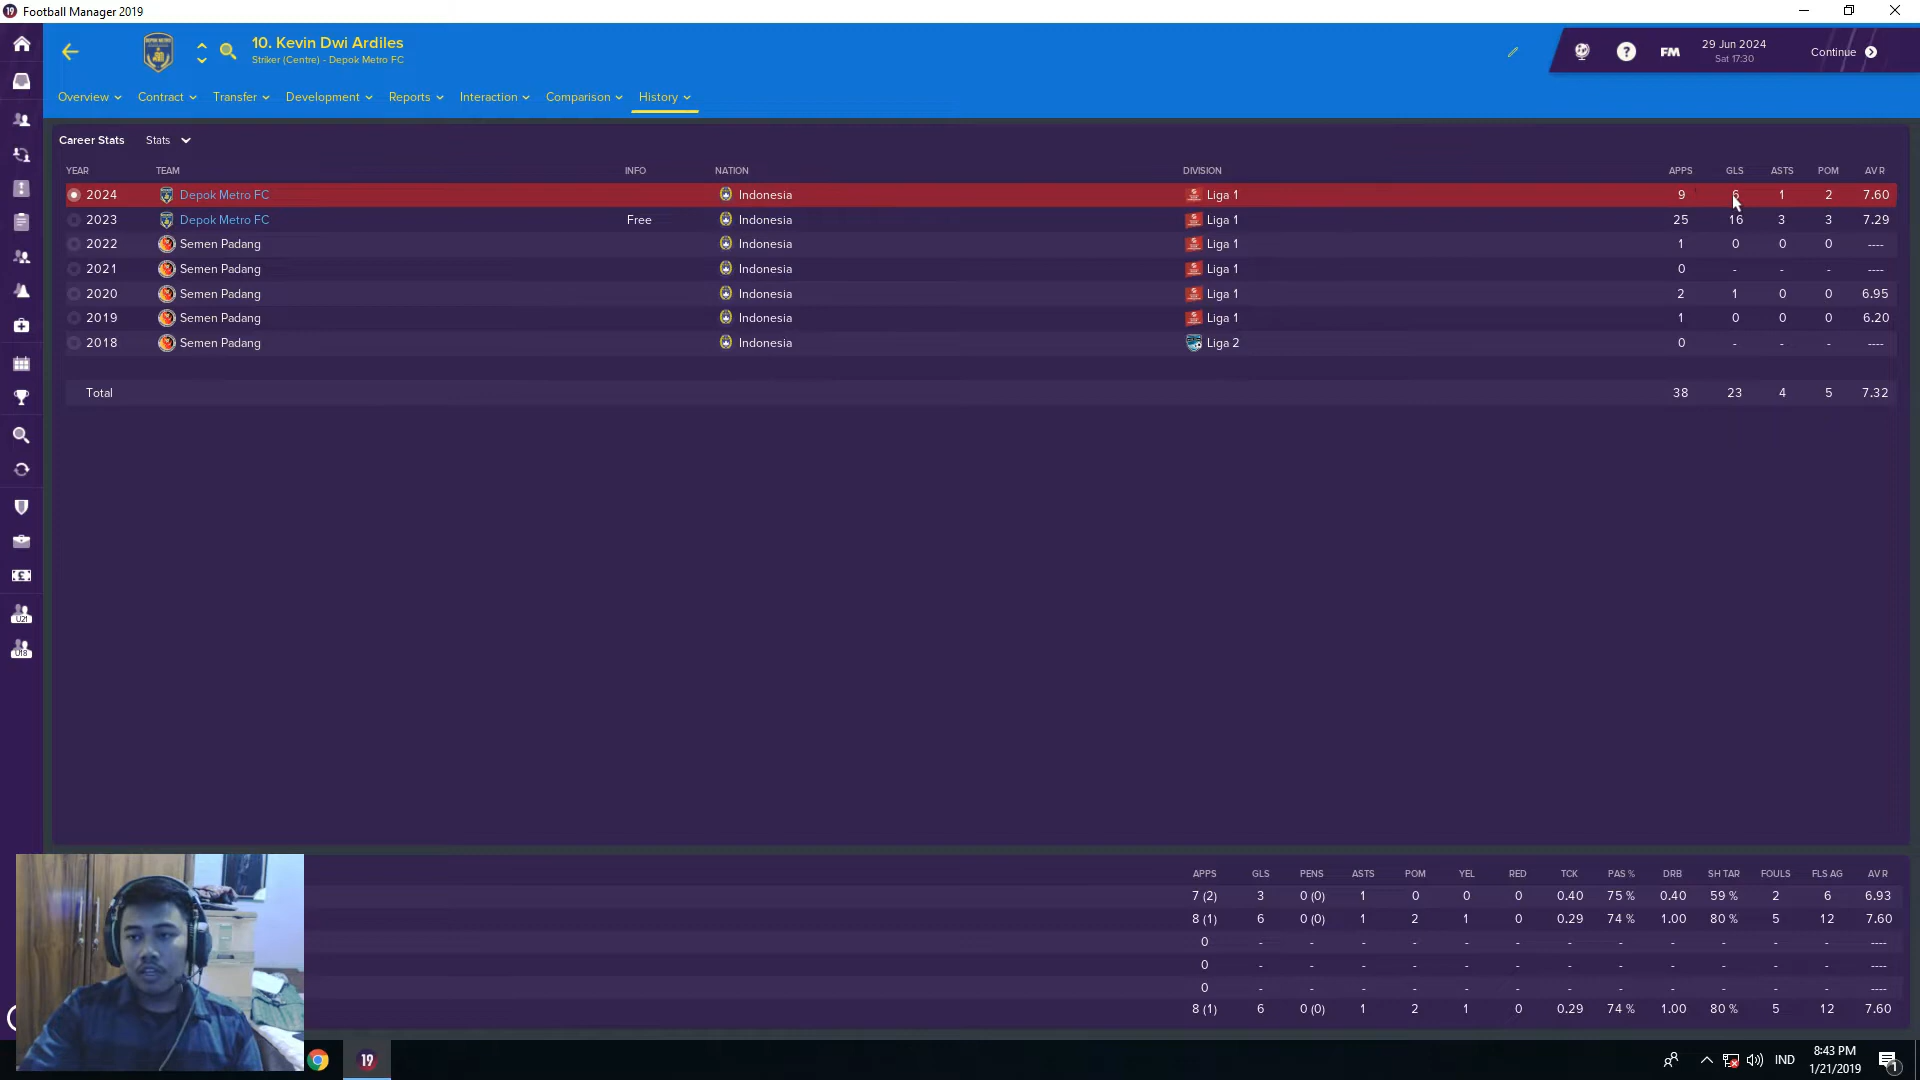 19 Football Manager 2019
10. Kevin Dwi Ardiles
Striker (Centre) - Depok Metro FC
FM
29 Jun 2024
Sat 17:30
Continue
Overview Contract Transfer Development Reports Interaction Comparison History
Career Stats Stats
YEAR TEAM INFO NATION DIVISION APPS GLS ASTS POM AV R
2024 Depok Metro FC Indonesia Liga 1 9 6 1 2 7.60
2023 Depok Metro FC Free Indonesia Liga 1 25 16 3 3 7.29
2022 Semen Padang Indonesia Liga 1 1 0 0 0 ----
2021 Semen Padang Indonesia Liga 1 0 - - - ----
2020 Semen Padang Indonesia Liga 1 2 1 0 0 6.95
2019 Semen Padang Indonesia Liga 1 1 0 0 0 6.20
2018 Semen Padang Indonesia Liga 2 0 - - - ----
Total 38 23 4 5 7.32
U21
U18
APPS GLS PENS ASTS POM YEL RED TCK PAS % DRB SH TAR FOULS FLS AG AV R
7 (2) 3 0 (0) 1 0 0 0 0.40 75 % 0.40 59 % 2 6 6.93
8 (1) 6 0 (0) 1 2 1 0 0.29 74 % 1.00 80 % 5 12 7.60
0 - - - - - - - - - - - - ----
0 - - - - - - - - - - - - ----
0 - - - - - - - - - - - - ----
8 (1) 6 0 (0) 1 2 1 0 0.29 74 % 1.00 80 % 5 12 7.60
19
IND
8:43 PM
1/21/2019
1